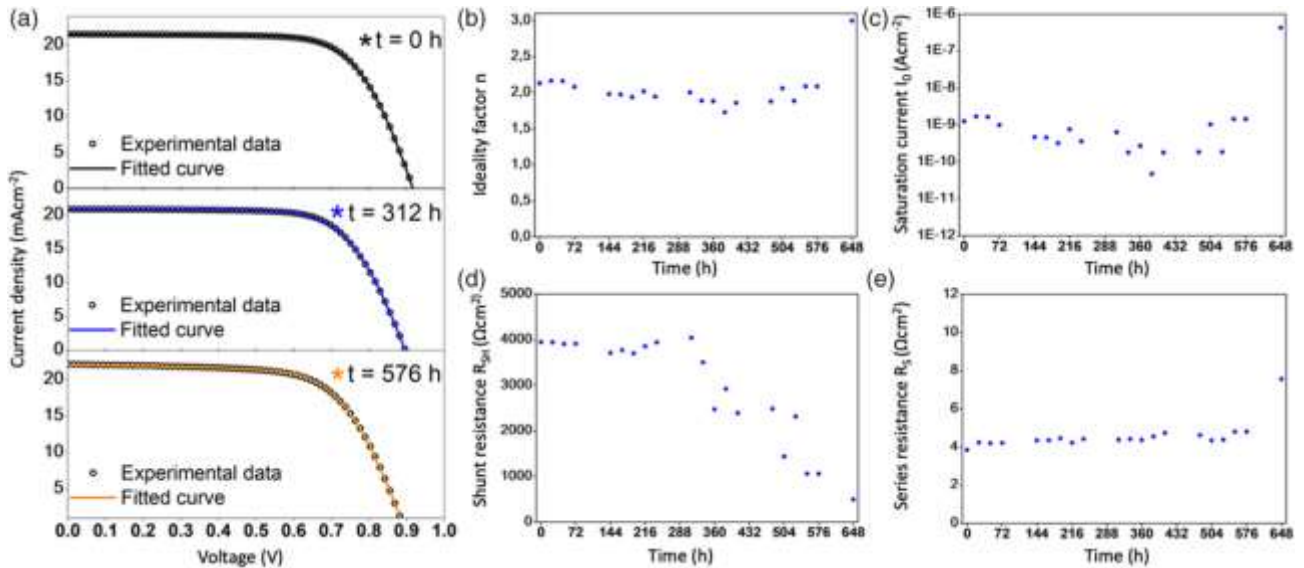 (a)
Current density (mAcm⁻²)
20
15
10
5
0
* t = 0 h
Experimental data
Fitted curve
20
15
10
5
0
* t = 312 h
Experimental data
Fitted curve
20
15
10
5
* t = 576 h
Experimental data
Fitted curve
0.0 0.1 0.2 0.3 0.4 0.5 0.6 0.7 0.8 0.9 1.0
Voltage (V)
(b)
Ideality factor n
3,0
2,5
2,0
1,5
1,0
0,5
0,0
0 72 144 216 288 360 432 504 576 648
Time (h)
(c)
Saturation current I₀ (Acm⁻²)
1E-6
1E-7
1E-8
1E-9
1E-10
1E-11
1E-12
0 72 144 216 288 360 432 504 576 648
Time (h)
(d)
Shunt resistance R_SH (Ωcm²)
5000
4000
3000
2000
1000
0
0 72 144 216 288 360 432 504 576 648
Time (h)
(e)
Series resistance R_S (Ωcm²)
12
10
8
6
4
2
0
0 72 144 216 288 360 432 504 576 648
Time (h)